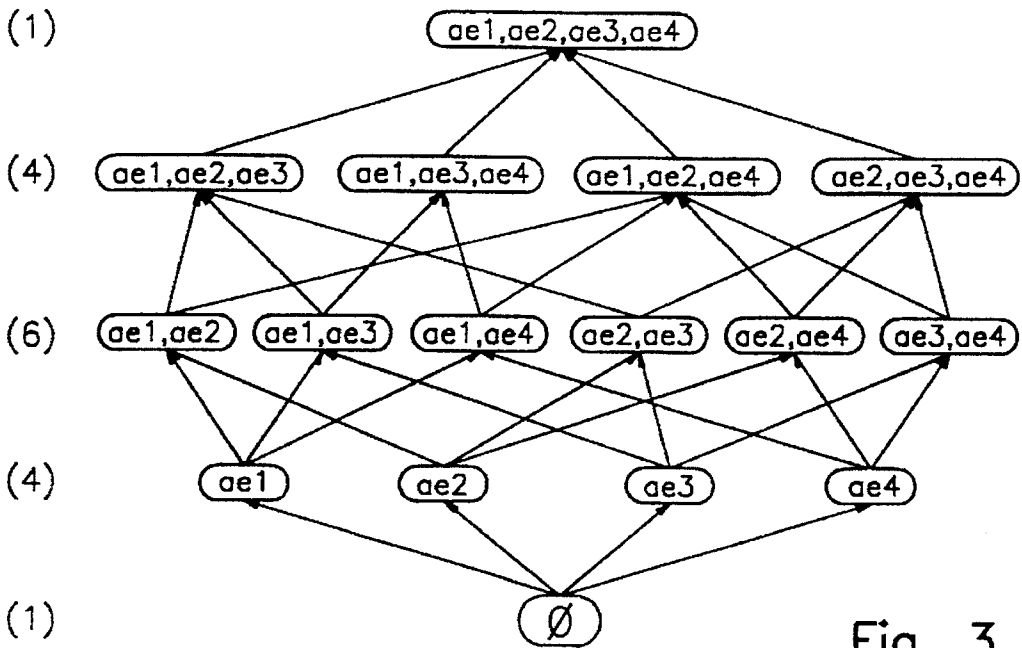 (1) ae1,ae2,ae3,ae4
(4) ae1,ae2,ae3 ae1,ae3,ae4 ae1,ae2,ae4 ae2,ae3,ae4
(6) ae1,ae2 ae1,ae3 ae1,ae4 ae2,ae3 ae2,ae4 ae3,ae4
(4) ae1 ae2 ae3 ae4
(1) Ø
Fig. 3